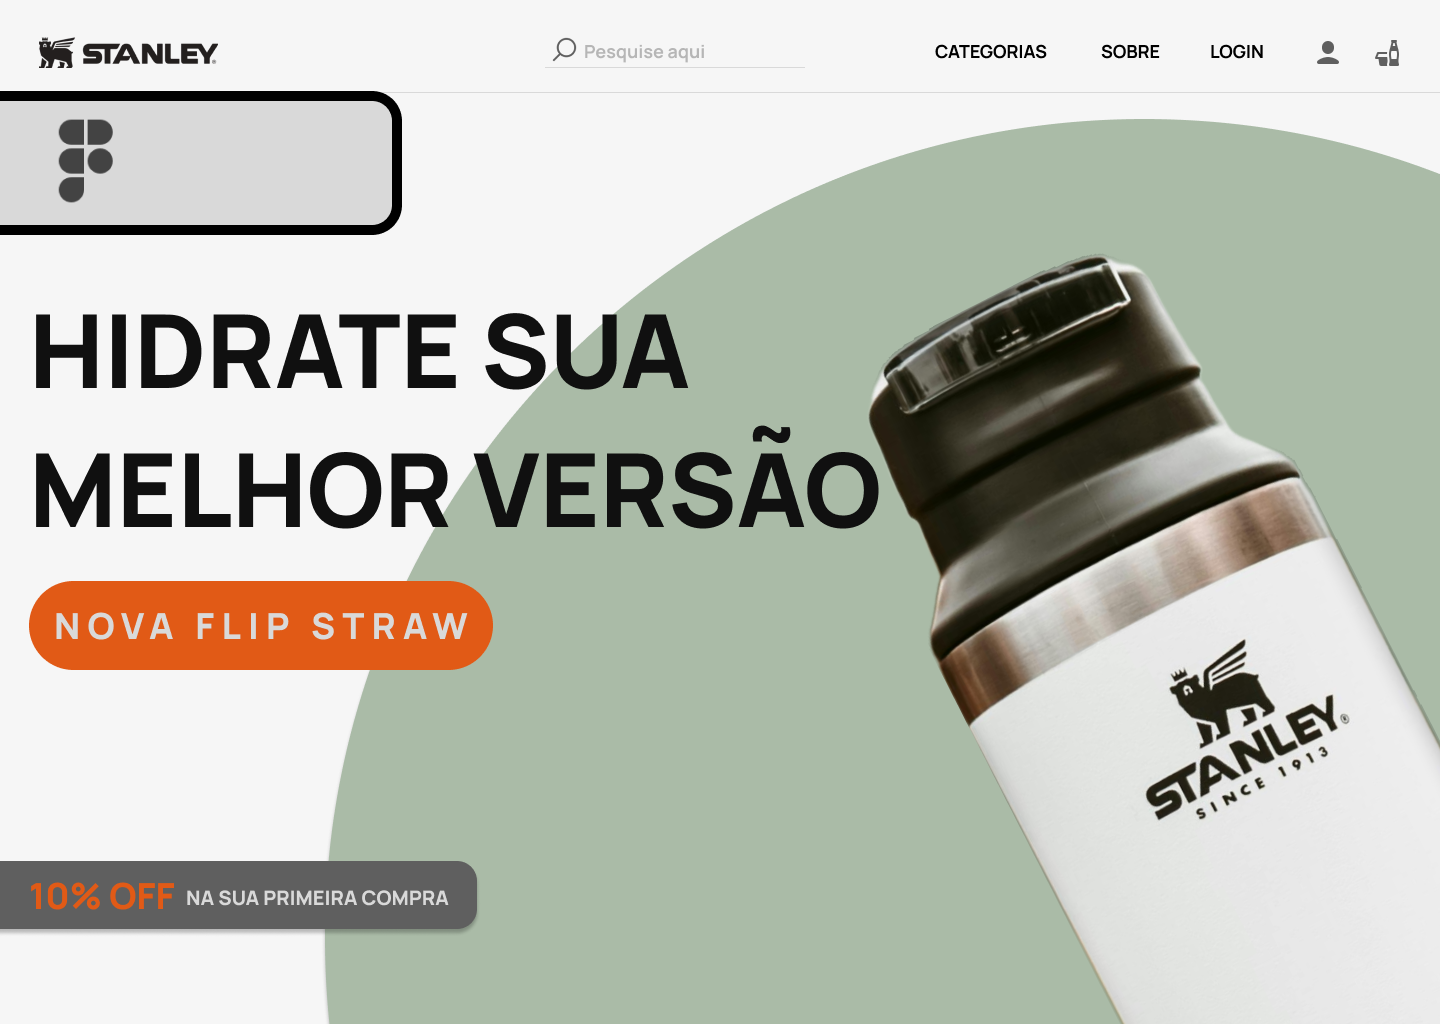 STANLEY®
Pesquise aqui
CATEGORIAS
SOBRE
LOGIN
HIDRATE SUA
MELHOR VERSÃO
NOVA FLIP STRAW
STANLEY®
SINCE 1913
10% OFF NA SUA PRIMEIRA COMPRA